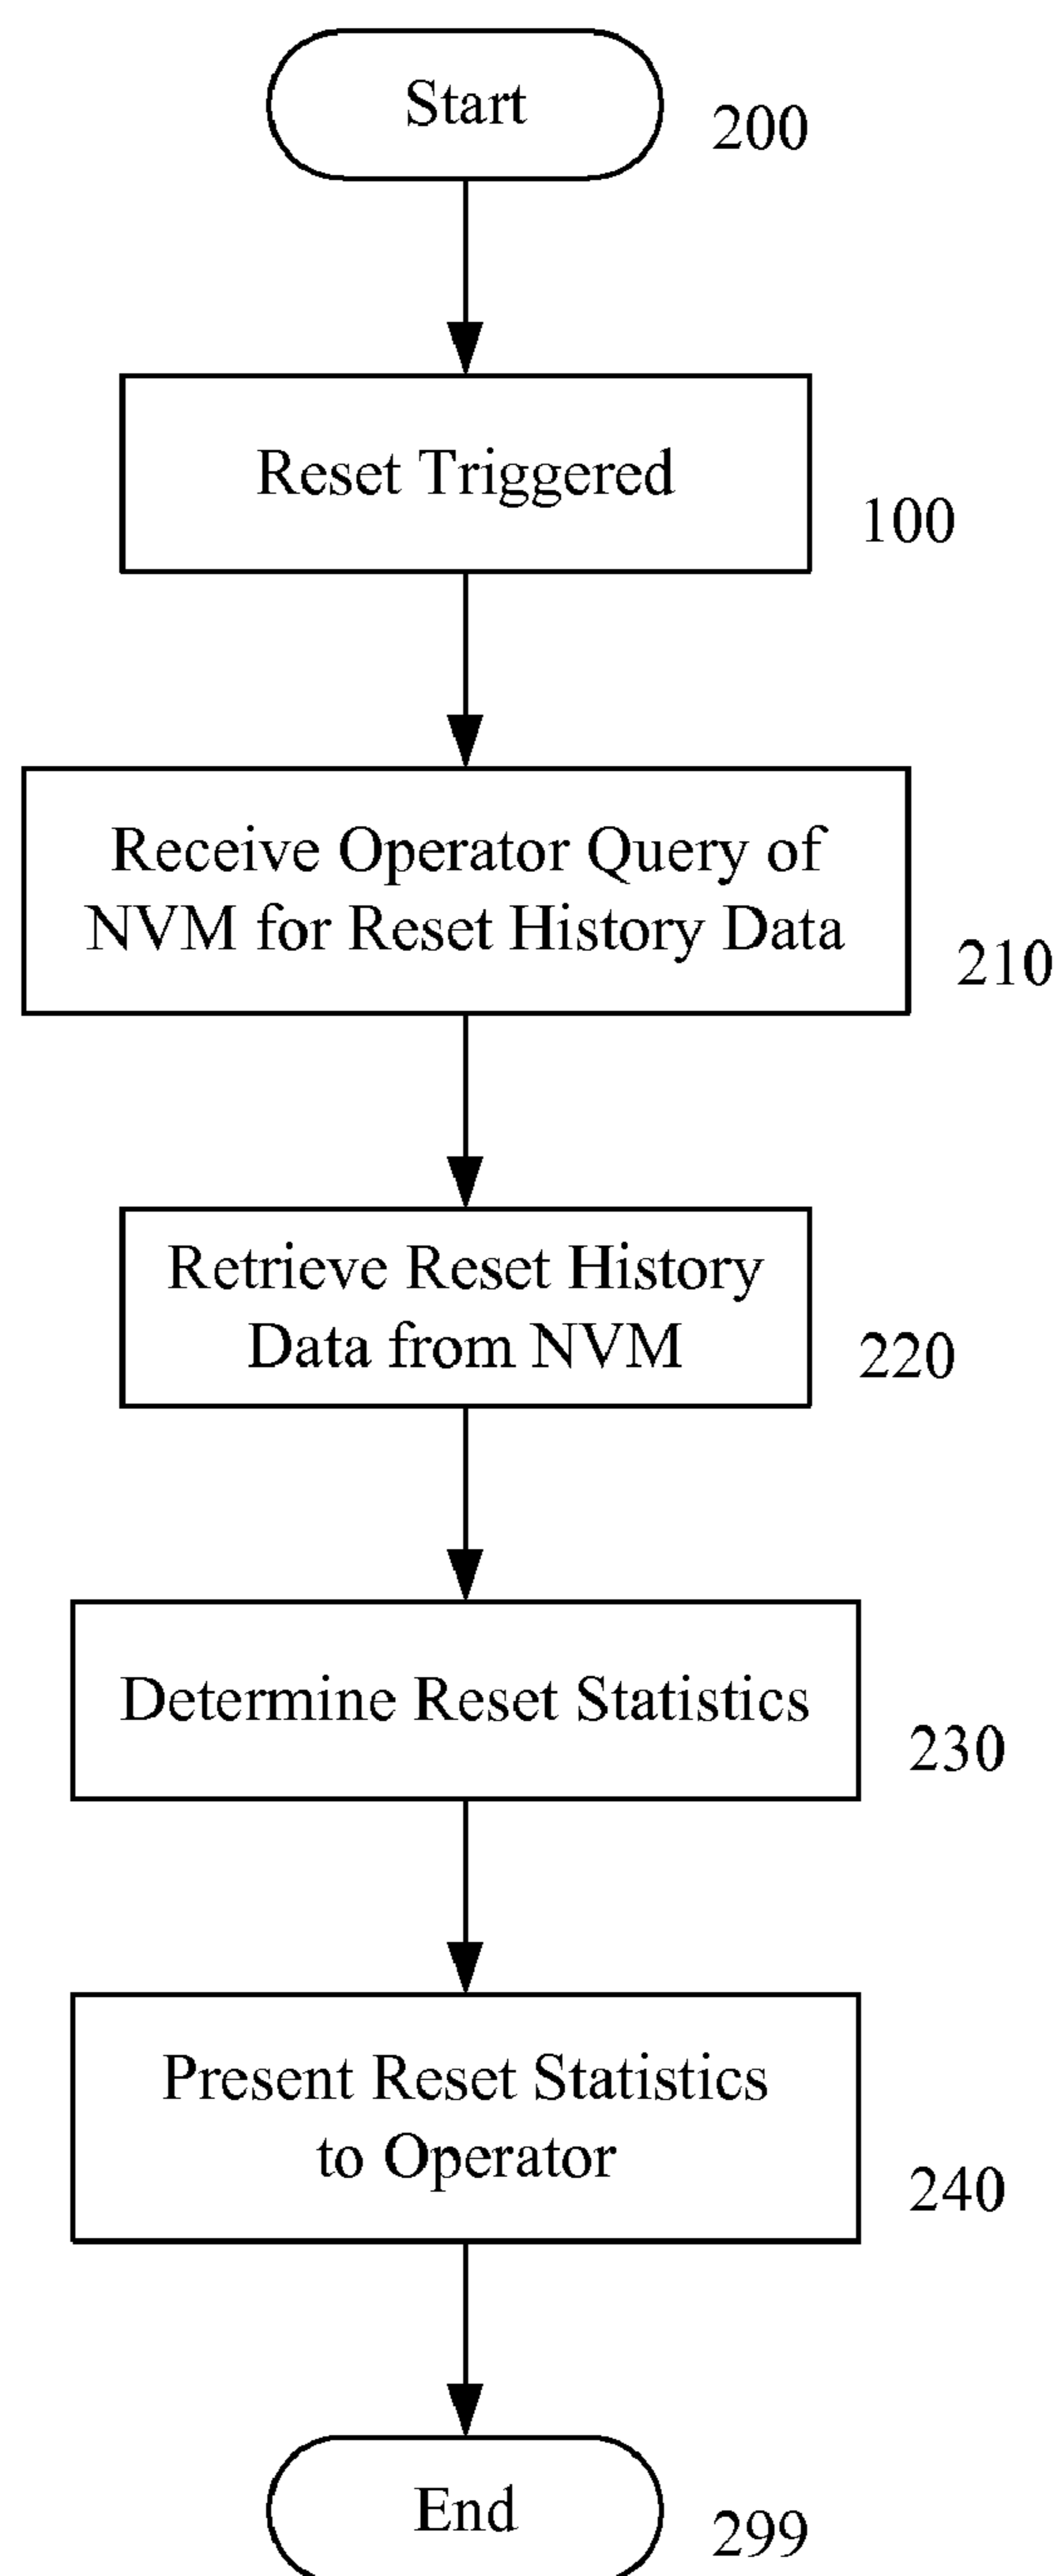 Start
200
Reset Triggered
100
Receive Operator Query of
NVM for Reset History Data
210
Retrieve Reset History
Data from NVM
220
Determine Reset Statistics
230
Present Reset Statistics
to Operator
240
End
299